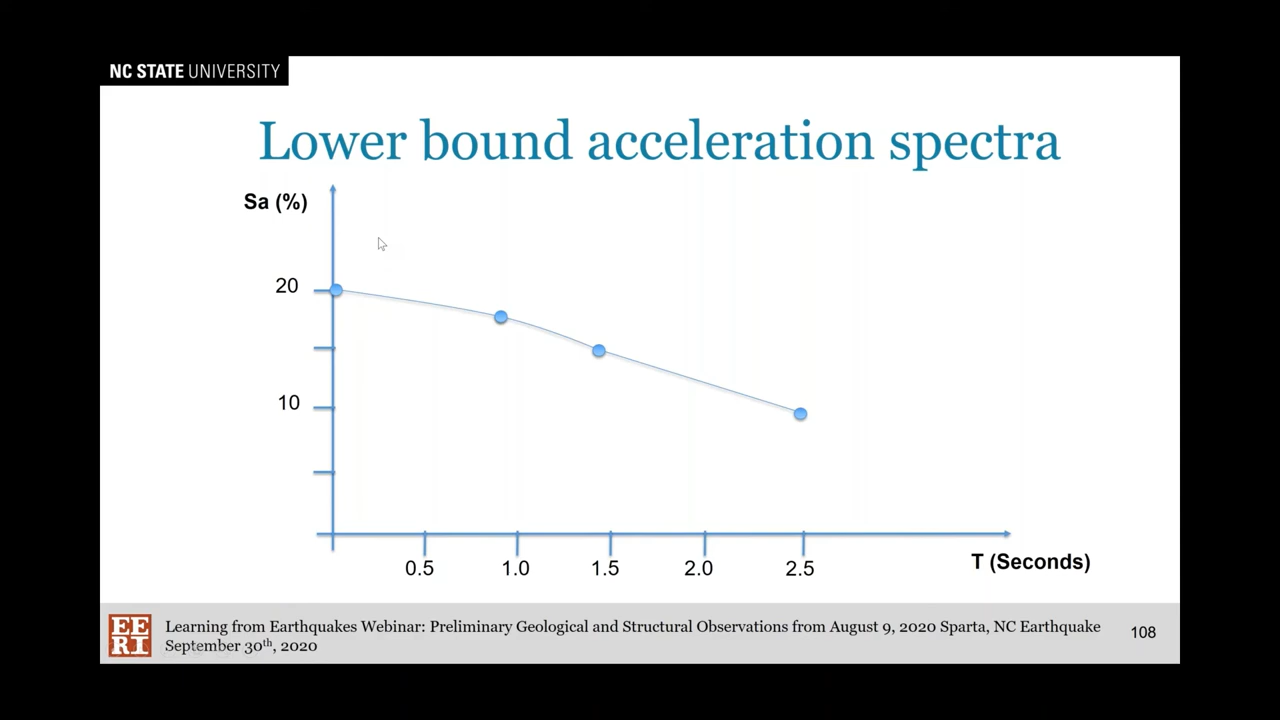 NC STATE UNIVERSITY
Lower bound acceleration spectra
Sa (%)
20
10
0.5 1.0 1.5 2.0 2.5
T (Seconds)
EE
RI
Learning from Earthquakes Webinar: Preliminary Geological and Structural Observations from August 9, 2020 Sparta, NC Earthquake
September 30th, 2020
108